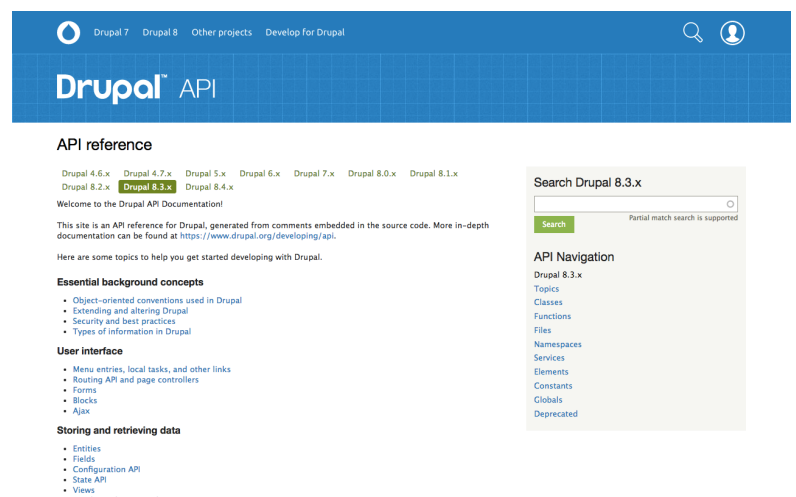 Drupal 7 Drupal 8 Other projects Develop for Drupal
Drupal™ API
API reference
Drupal 4.6.x Drupal 4.7.x Drupal 5.x Drupal 6.x Drupal 7.x Drupal 8.0.x Drupal 8.1.x
Drupal 8.2.x Drupal 8.3.x Drupal 8.4.x
Welcome to the Drupal API Documentation!
This site is an API reference for Drupal, generated from comments embedded in the source code. More in-depth
documentation can be found at https://www.drupal.org/developing/api.
Here are some topics to help you get started developing with Drupal.
Essential background concepts
Object-oriented conventions used in Drupal
Extending and altering Drupal
Security and best practices
Types of information in Drupal
User interface
Menu entries, local tasks, and other links
Routing API and page controllers
Forms
Blocks
Ajax
Storing and retrieving data
Entities
Fields
Configuration API
State API
Views
Search Drupal 8.3.x
Partial match search is supported
Search
API Navigation
Drupal 8.3.x
Topics
Classes
Functions
Files
Namespaces
Services
Elements
Constants
Globals
Deprecated